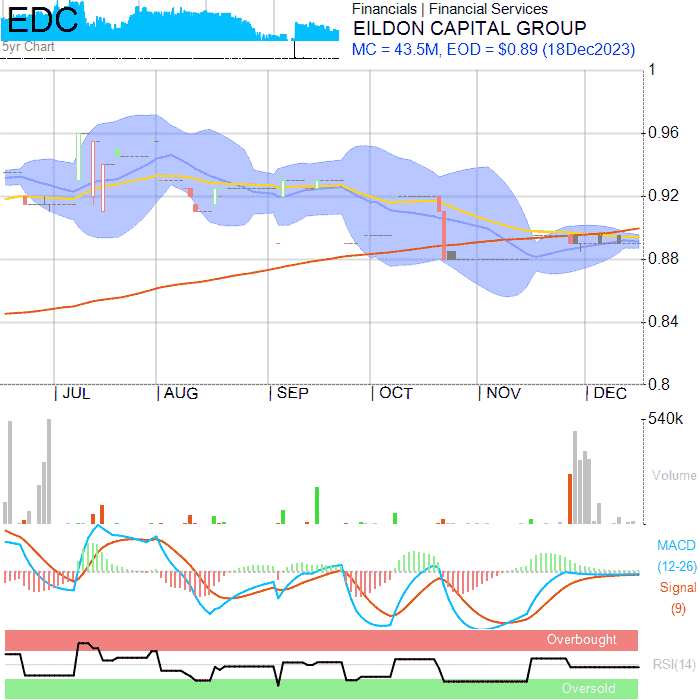 EDC
5yr Chart
Financials | Financial Services
EILDON CAPITAL GROUP
MC = 43.5M, EOD = $0.89 (18Dec2023)
1
0.96
0.92
0.88
0.84
0.8
JUL AUG SEP OCT NOV DEC
540k
Volume
MACD
(12-26)
Signal
(9)
Overbought
RSI(14)
Oversold